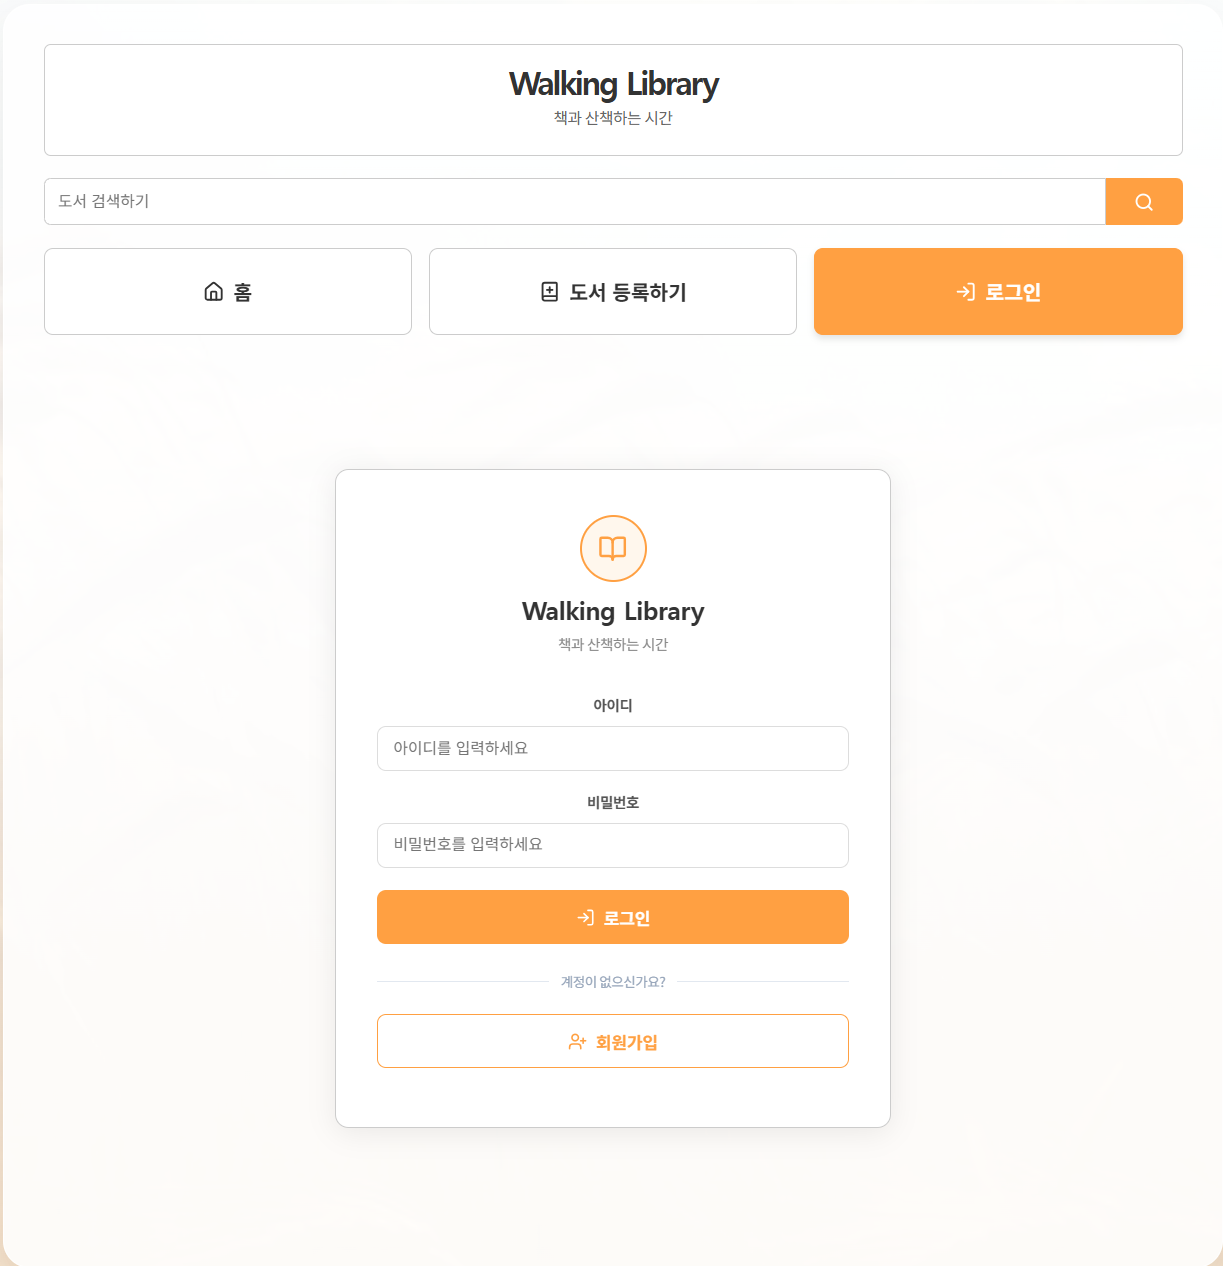 Walking Library
책과 산책하는 시간
도서 검색하기
홈
도서 등록하기
로그인
Walking Library
책과 산책하는 시간
아이디
아이디를 입력하세요
비밀번호
비밀번호를 입력하세요
로그인
계정이 없으신가요?
회원가입